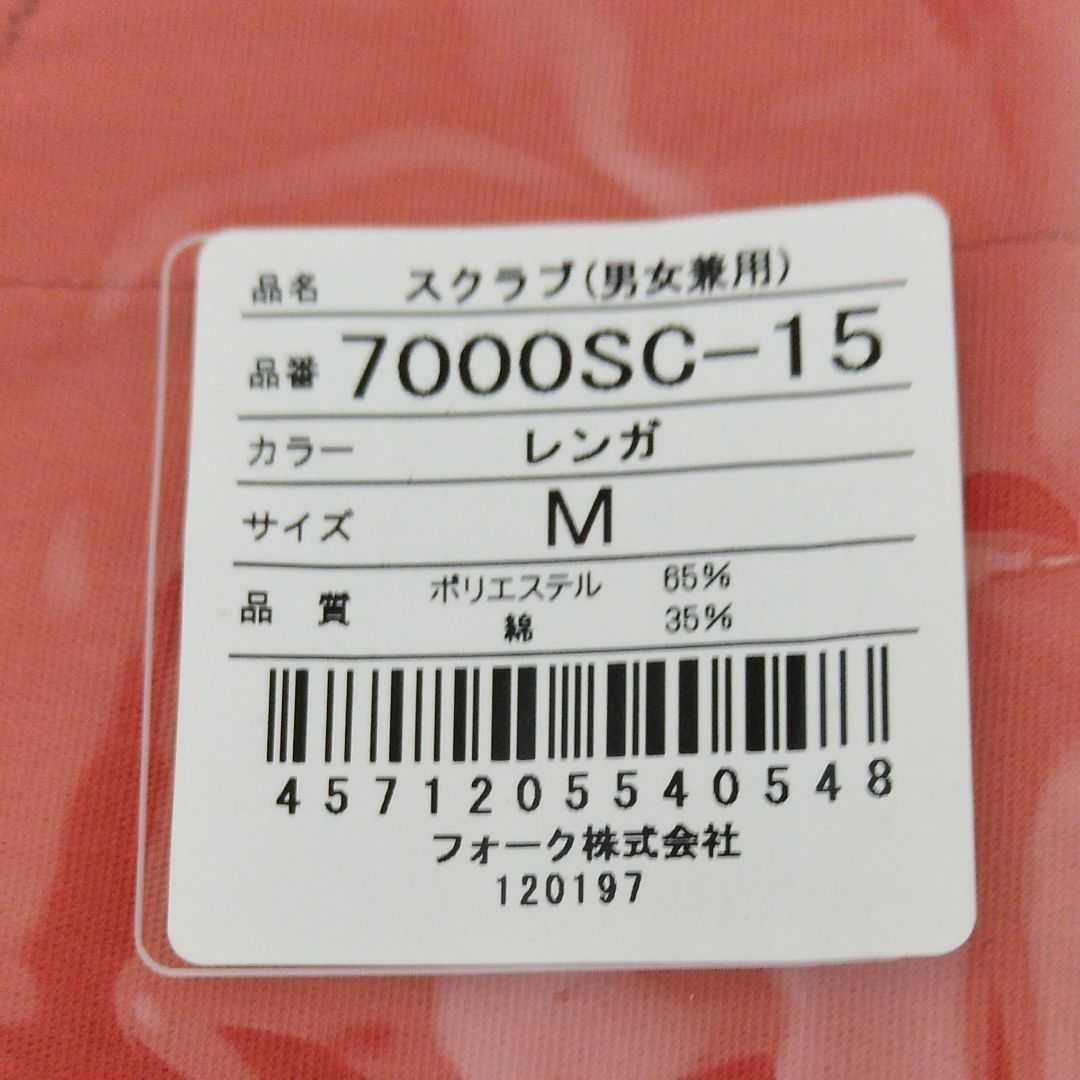 品名 スクラブ(男女兼用)
品番 7000SC-15
カラー レンガ
サイズ M
品質 ポリエステル 65%
綿 35%
4571205540548
フォーク株式会社
120197